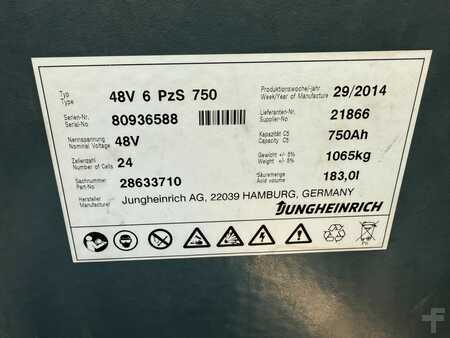 Typ
Type
48V 6 PzS 750
Produktionswoche/-jahr
Week/Year of Manufacture
29/2014
Serien-Nr.
Serial-No.
80936588
Lieferanten-Nr.
Supplier-No.
21866
Nennspannung
Nominal Voltage
48V
Kapazität C5
Capacity C5
750Ah
Zellenzahl
Number of Cells
24
Gewicht +/- 5%
Weight +/- 5%
1065kg
Sachnummer
Part-No
28633710
Säuremenge
Acid volume
183,0l
Hersteller
Manufacturer
Jungheinrich AG, 22039 HAMBURG, GERMANY
JUNGHEINRICH
Pb